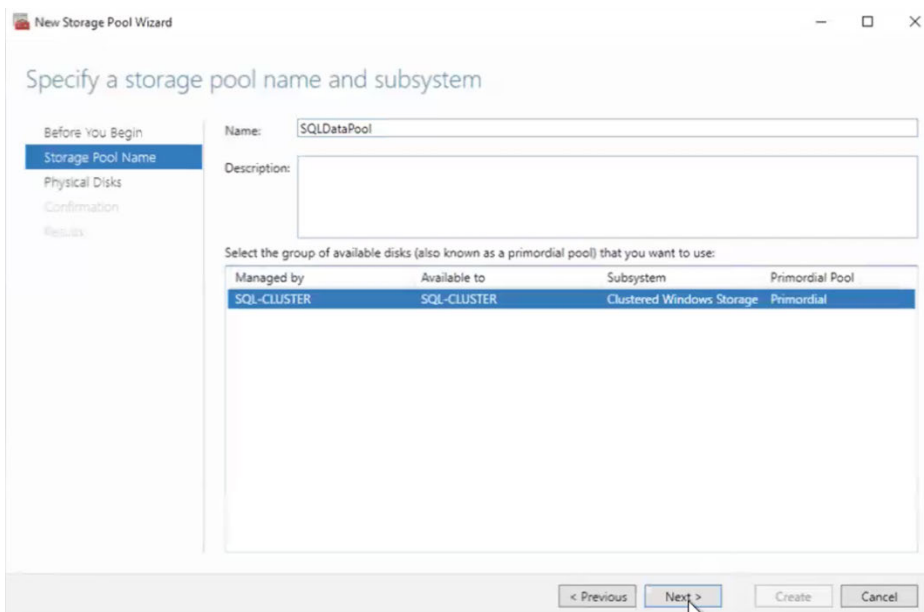 New Storage Pool Wizard
Specify a storage pool name and subsystem
Before You Begin
Storage Pool Name
Physical Disks
Confirmation
Results
Name: SQLDataPool
Description:
Select the group of available disks (also known as a primordial pool) that you want to use:
Managed by Available to Subsystem Primordial Pool
SQL-CLUSTER SQL-CLUSTER Clustered Windows Storage Primordial
< Previous Next > Create Cancel